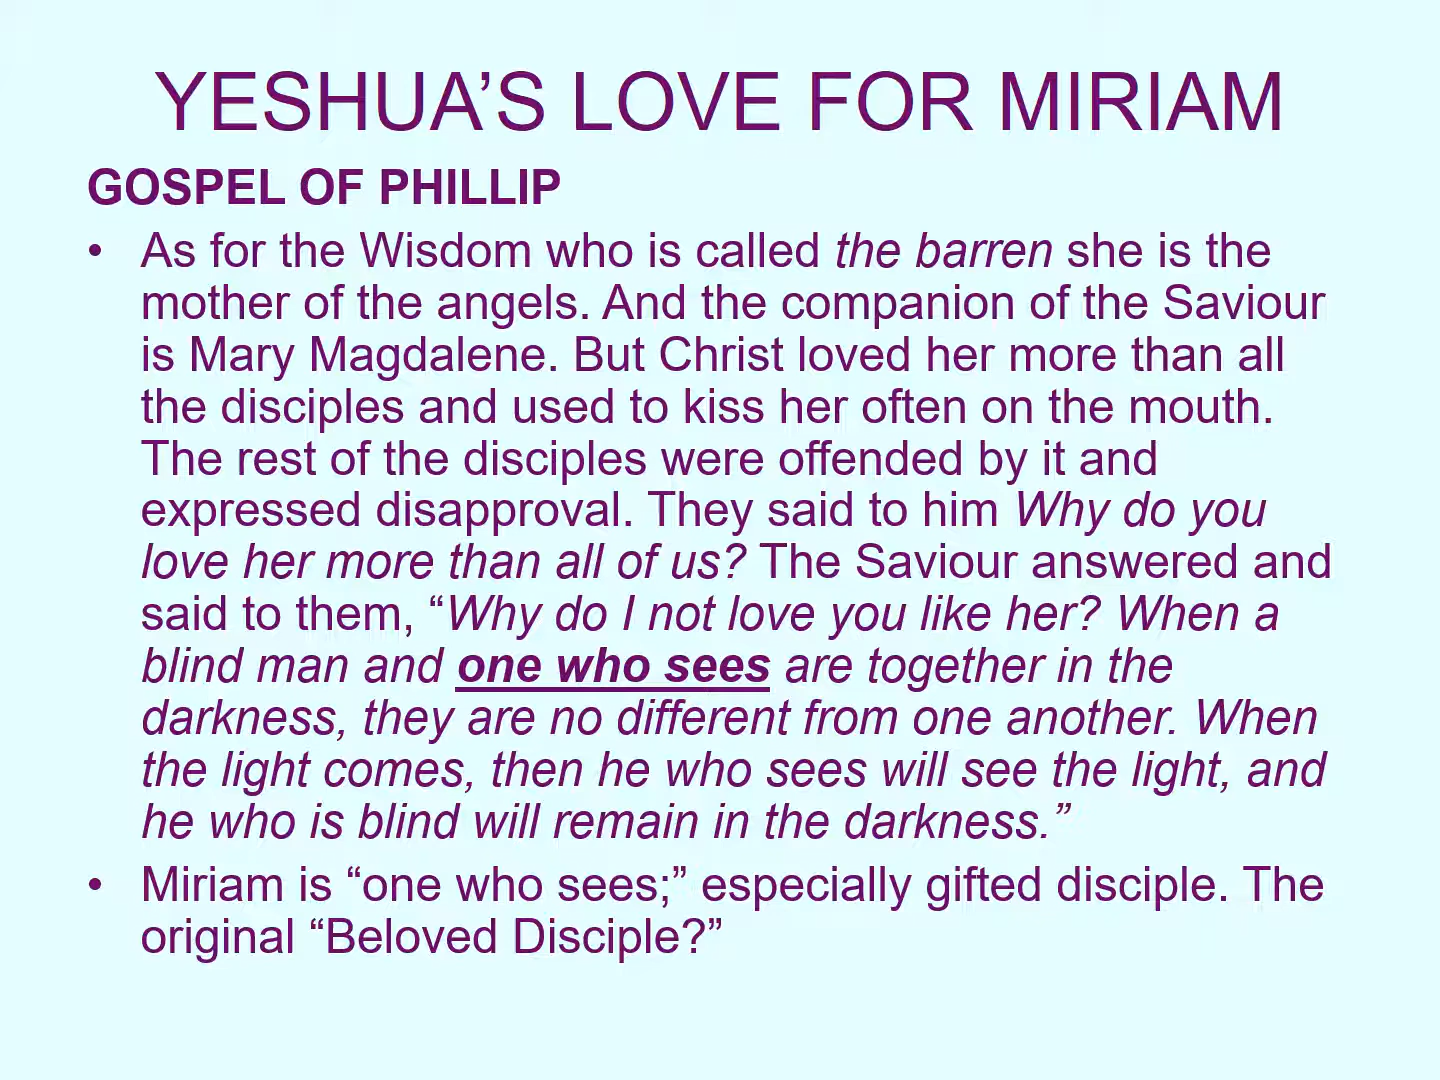 YESHUA’S LOVE FOR MIRIAM
GOSPEL OF PHILLIP
• As for the Wisdom who is called the barren she is the
mother of the angels. And the companion of the Saviour
is Mary Magdalene. But Christ loved her more than all
the disciples and used to kiss her often on the mouth.
The rest of the disciples were offended by it and
expressed disapproval. They said to him Why do you
love her more than all of us? The Saviour answered and
said to them, “Why do I not love you like her? When a
blind man and one who sees are together in the
darkness, they are no different from one another. When
the light comes, then he who sees will see the light, and
he who is blind will remain in the darkness.”
• Miriam is “one who sees;” especially gifted disciple. The
original “Beloved Disciple?”